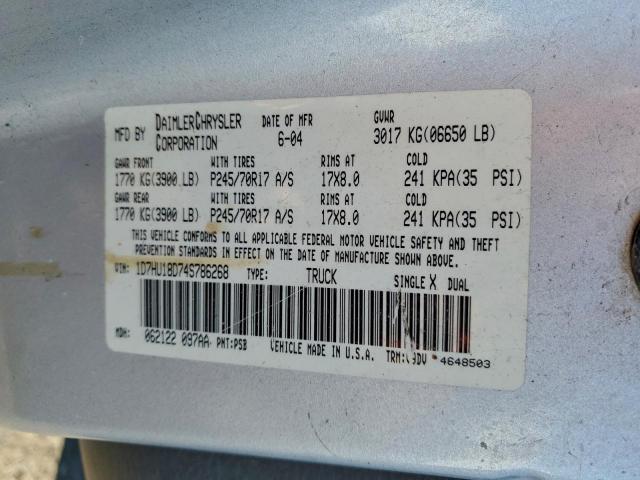 MFD BY DAIMLERCHRYSLER CORPORATION DATE OF MFR 6-04 GVWR 3017 KG(06650 LB)
GAWR FRONT WITH TIRES RIMS AT COLD
1770 KG(3900 LB) P245/70R17 A/S 17X8.0 241 KPA(35 PSI)
GAWR REAR WITH TIRES RIMS AT COLD
1770 KG(3900 LB) P245/70R17 A/S 17X8.0 241 KPA(35 PSI)
THIS VEHICLE CONFORMS TO ALL APPLICABLE FEDERAL MOTOR VEHICLE SAFETY AND THEFT
PREVENTION STANDARDS IN EFFECT ON THE DATE OF MANUFACTURE SHOWN ABOVE.
VIN: 1D7HU18D74S786268 TYPE: TRUCK SINGLE X DUAL
MDH: 062122 097AA PNT:PSB VEHICLE MADE IN U.S.A. TRM: *4648503